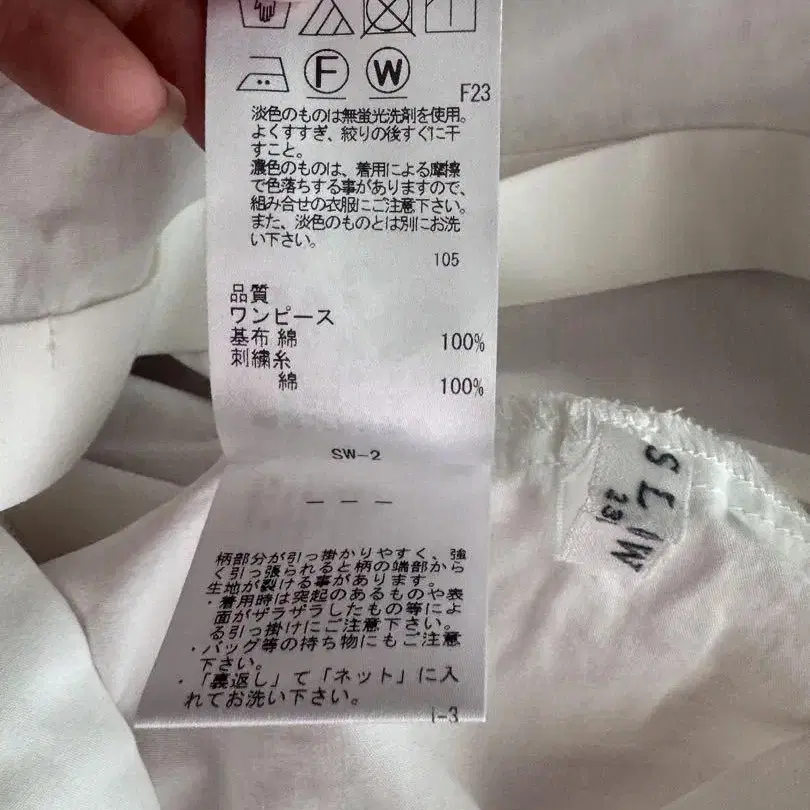 F
W
F23
淡色のものは無蛍光洗剤を使用。
よくすすぎ、絞りの後すぐに干
すこと。
濃色のものは、着用による摩擦
で色落ちする事がありますので、
組み合せの衣服にご注意下さい。
また、淡色のものとは別にお洗
い下さい。
105
品質
ワンピース
基布 綿 100%
刺繍糸
綿 100%
SW-2
---
柄部分が引っ掛かりやすく、強
く引っ張られると柄の端部から
生地が裂ける事があります。
・着用時は突起のあるものや表
面がザラザラしたもの等によ
る引っ掛けにご注意下さい。
・バッグ等の持ち物にもご注意
下さい。
・「裏返し」て「ネット」に入
れてお洗い下さい。
i-3
S
L
23
W